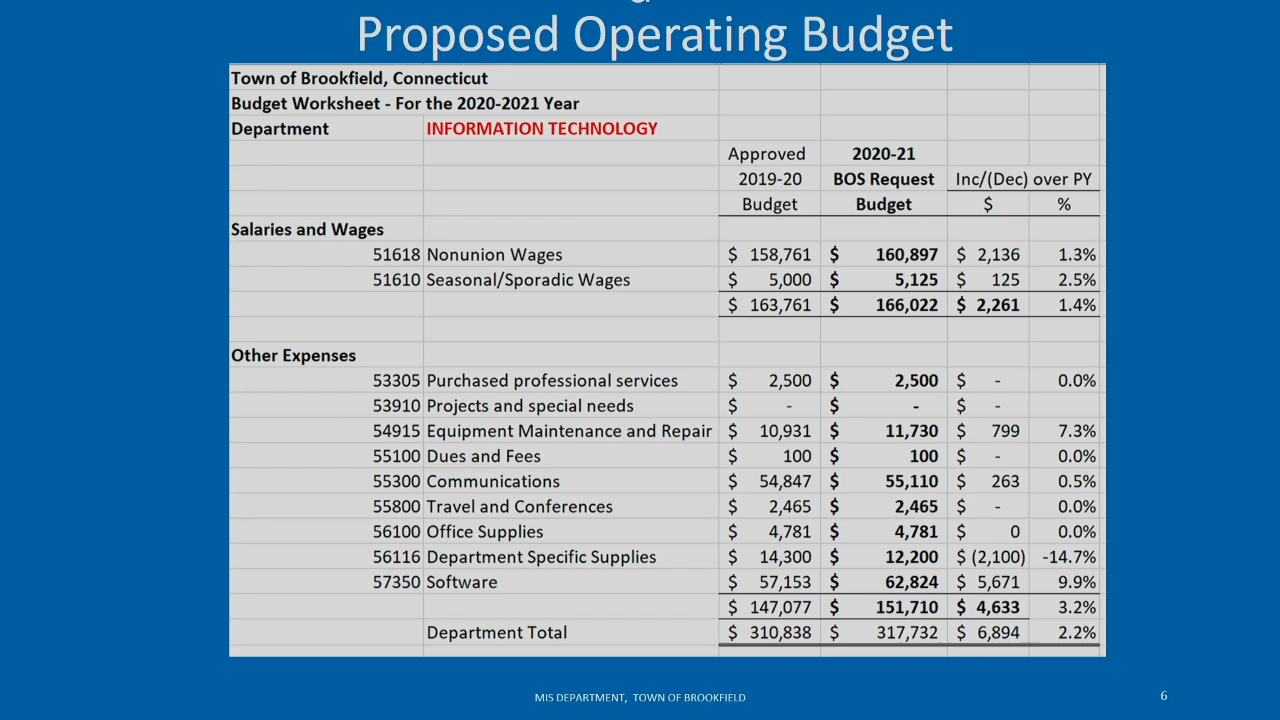 Proposed Operating Budget
Town of Brookfield, Connecticut
Budget Worksheet - For the 2020-2021 Year
Department INFORMATION TECHNOLOGY
Approved 2020-21
2019-20 BOS Request Inc/(Dec) over PY
Budget Budget $ %
Salaries and Wages
51618 Nonunion Wages $ 158,761 $ 160,897 $ 2,136 1.3%
51610 Seasonal/Sporadic Wages $ 5,000 $ 5,125 $ 125 2.5%
$ 163,761 $ 166,022 $ 2,261 1.4%
Other Expenses
53305 Purchased professional services $ 2,500 $ 2,500 $ - 0.0%
53910 Projects and special needs $ - $ - $ -
54915 Equipment Maintenance and Repair $ 10,931 $ 11,730 $ 799 7.3%
55100 Dues and Fees $ 100 $ 100 $ - 0.0%
55300 Communications $ 54,847 $ 55,110 $ 263 0.5%
55800 Travel and Conferences $ 2,465 $ 2,465 $ - 0.0%
56100 Office Supplies $ 4,781 $ 4,781 $ 0 0.0%
56116 Department Specific Supplies $ 14,300 $ 12,200 $ (2,100) -14.7%
57350 Software $ 57,153 $ 62,824 $ 5,671 9.9%
$ 147,077 $ 151,710 $ 4,633 3.2%
Department Total $ 310,838 $ 317,732 $ 6,894 2.2%
MIS DEPARTMENT, TOWN OF BROOKFIELD 6